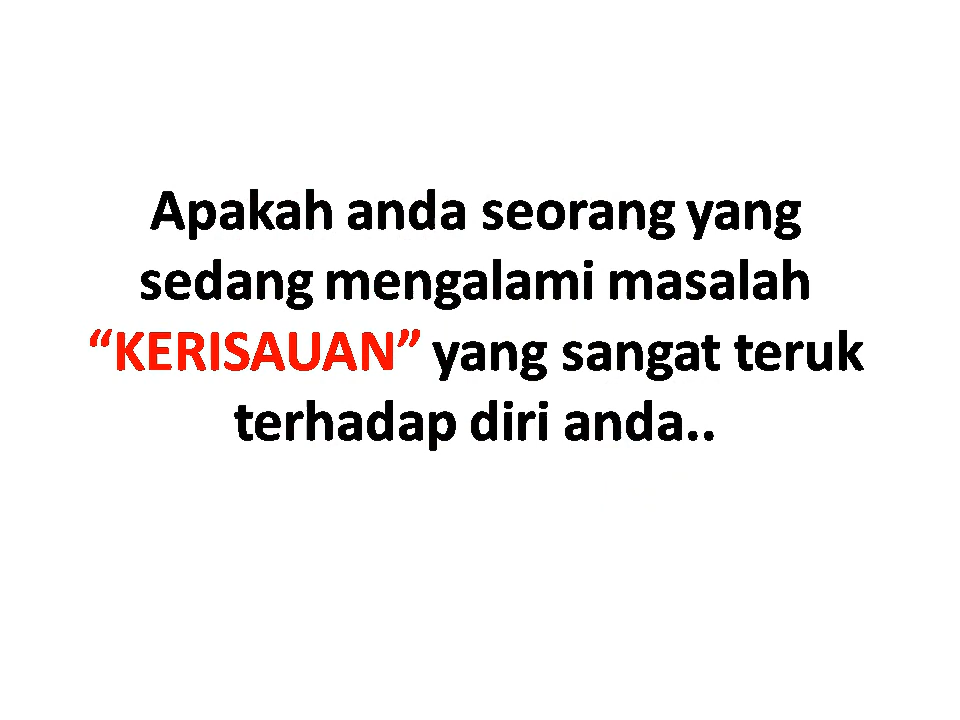 Apakah anda seorang yang
sedang mengalami masalah
“KERISAUAN” yang sangat teruk
terhadap diri anda..